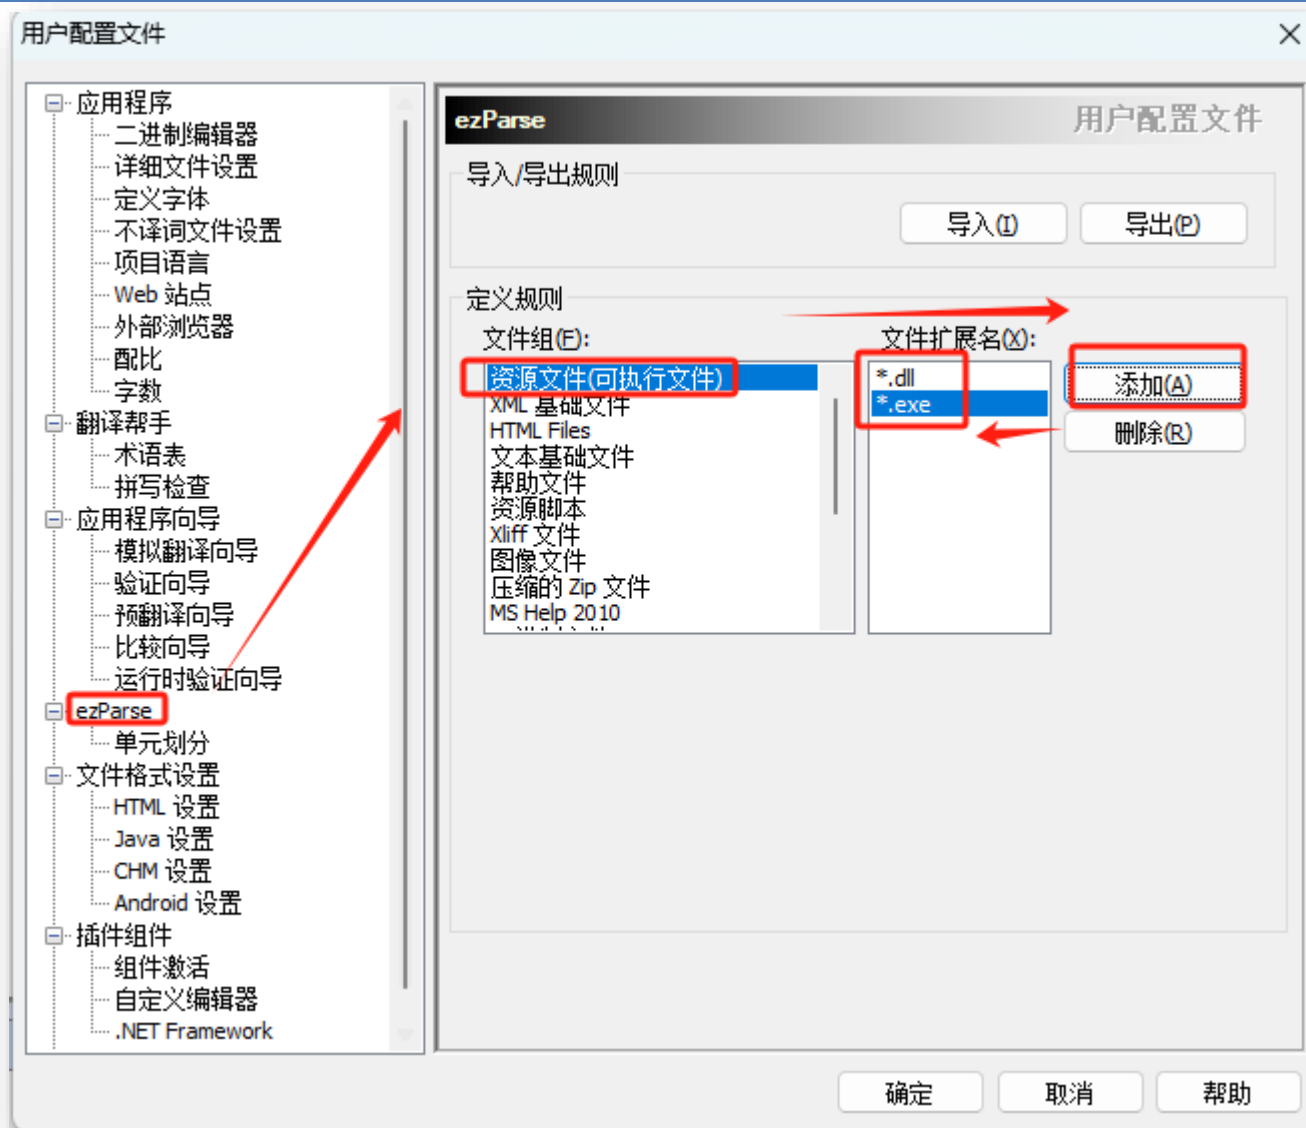 用户配置文件
应用程序
二进制编辑器
详细文件设置
定义字体
不译词文件设置
项目语言
Web 站点
外部浏览器
配比
字数
翻译帮手
术语表
拼写检查
应用程序向导
模拟翻译向导
验证向导
预翻译向导
比较向导
运行时验证向导
ezParse
单元划分
文件格式设置
HTML 设置
Java 设置
CHM 设置
Android 设置
插件组件
组件激活
自定义编辑器
.NET Framework
ezParse
用户配置文件
导入/导出规则
导入(I)
导出(P)
定义规则
文件组(F):
资源文件(可执行文件)
XML 基础文件
HTML Files
文本基础文件
帮助文件
资源脚本
Xliff 文件
图像文件
压缩的 Zip 文件
MS Help 2010
文件扩展名(X):
*.dll
*.exe
添加(A)
删除(R)
确定
取消
帮助